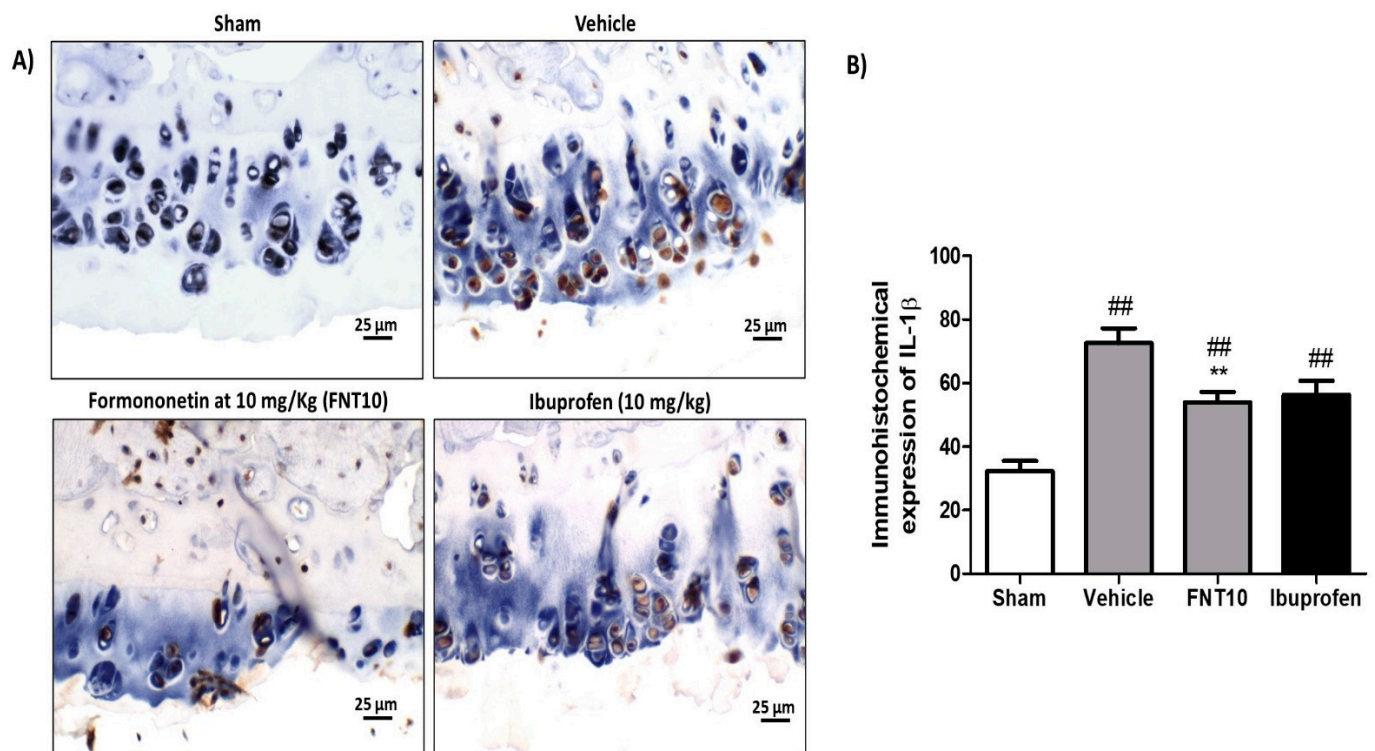 A)
Sham
Vehicle
25 µm
25 µm
Formononetin at 10 mg/Kg (FNT10)
Ibuprofen (10 mg/kg)
25 µm
25 µm
B)
Immunohistochemical
expression of IL-1β
100
80
60
40
20
0
##
##
**
##
Sham
Vehicle
FNT10
Ibuprofen